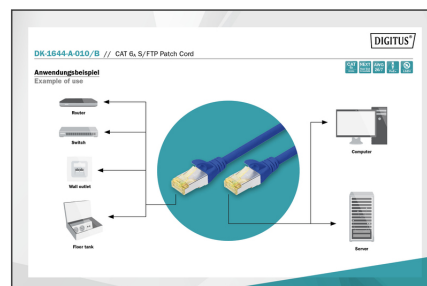 DIGITUS®
DK-1644-A-010/B // CAT 6A S/FTP Patch Cord
Anwendungsbeispiel
Example of use
Router
Switch
Wall outlet
Floor tank
Computer
Server